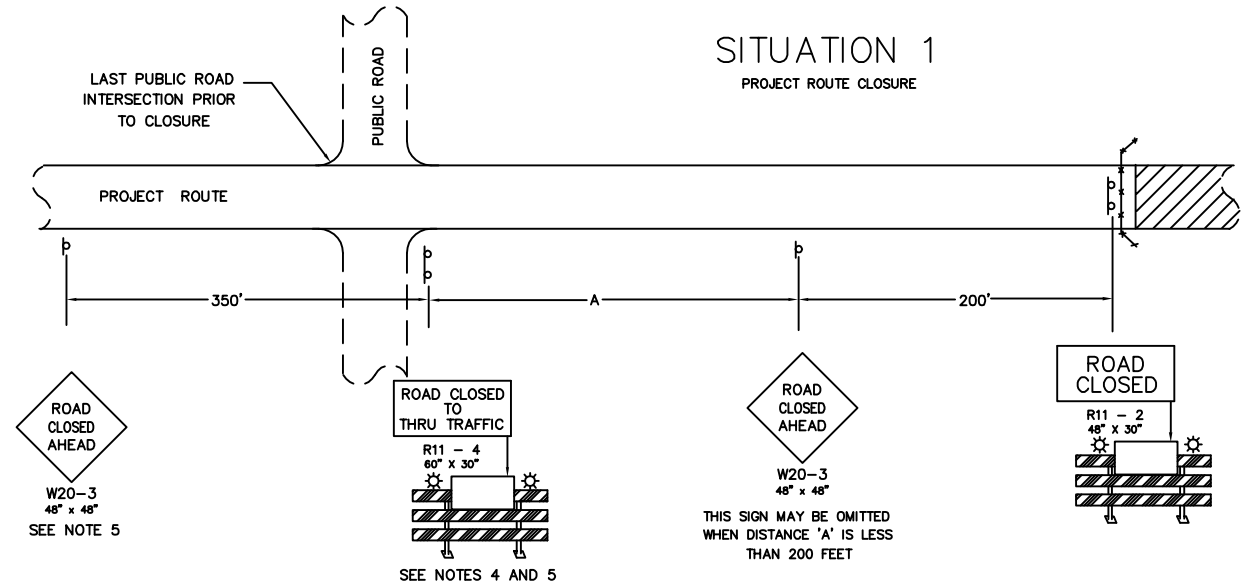 SITUATION 1
PROJECT ROUTE CLOSURE
LAST PUBLIC ROAD
INTERSECTION PRIOR
TO CLOSURE
PUBLIC ROAD
PROJECT ROUTE
350'
A
200'
ROAD
CLOSED
AHEAD
W20-3
48" x 48"
SEE NOTE 5
ROAD CLOSED
TO
THRU TRAFFIC
R11 - 4
60" X 30"
SEE NOTES 4 AND 5
ROAD
CLOSED
AHEAD
W20-3
48" x 48"
THIS SIGN MAY BE OMITTED
WHEN DISTANCE 'A' IS LESS
THAN 200 FEET
ROAD
CLOSED
R11 - 2
48" X 30"